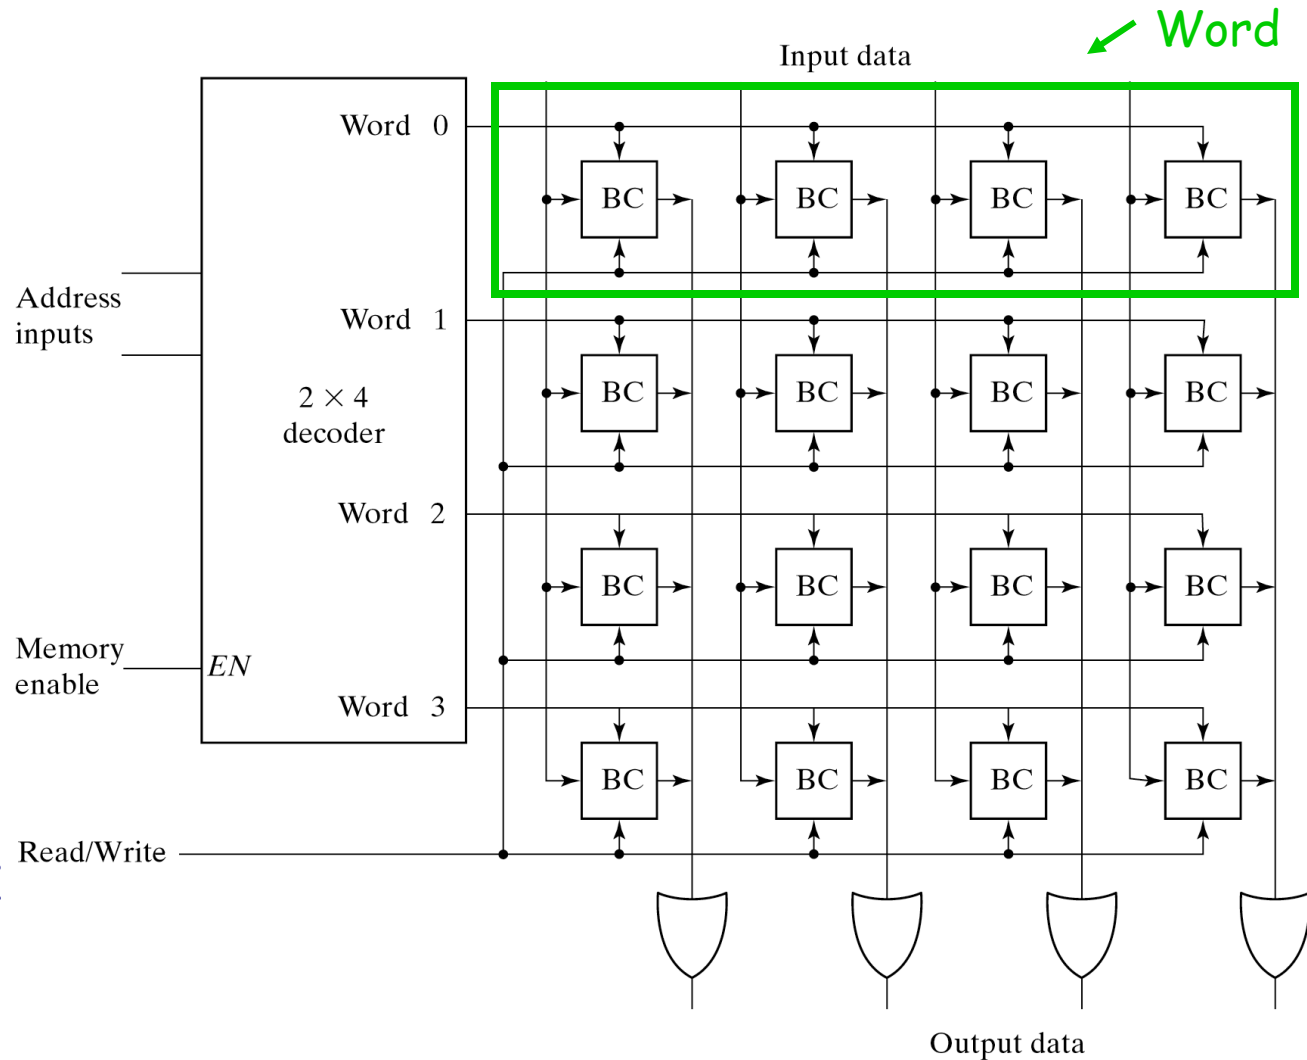 Word
Input data
Word 0
BC BC BC BC
Address
inputs
Word 1
BC BC BC BC
2 × 4
decoder
Word 2
BC BC BC BC
Memory
enable
EN
Word 3
BC BC BC BC
Read/Write
Output data